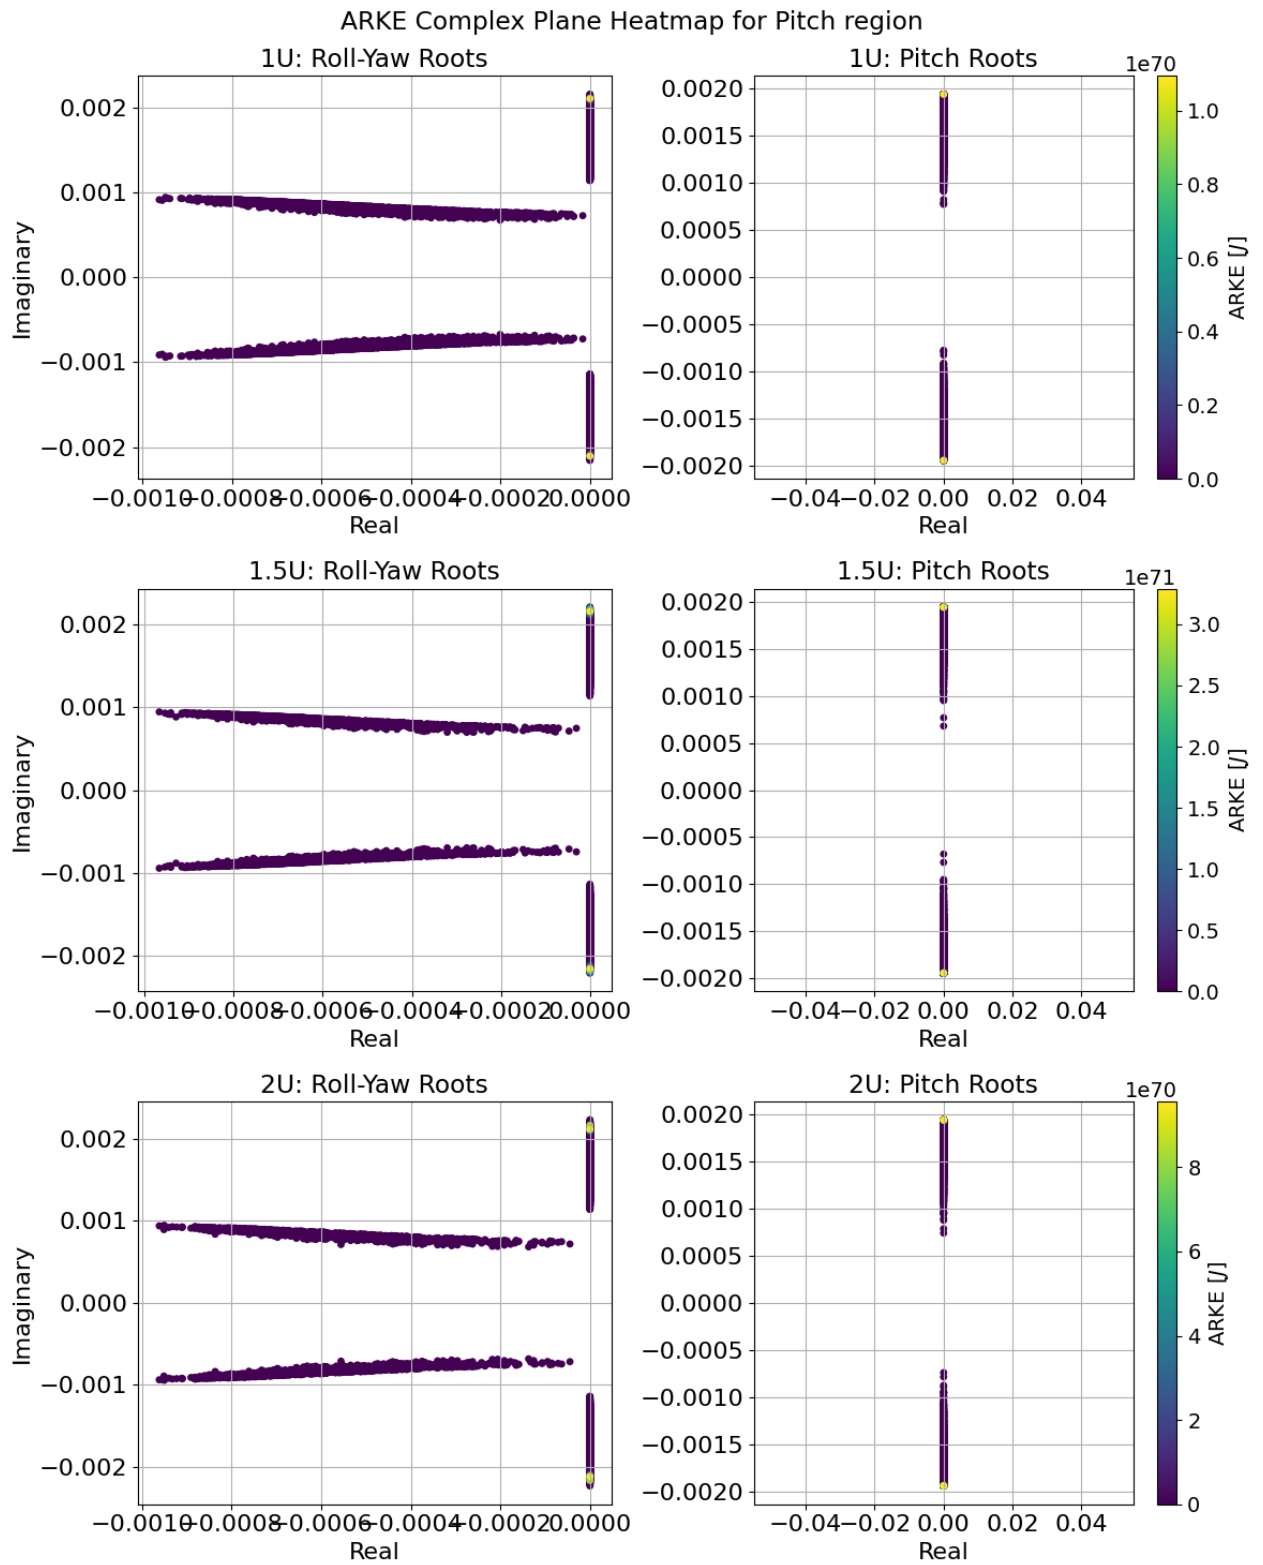 ARKE Complex Plane Heatmap for Pitch region
1U: Roll-Yaw Roots
0.002
0.001
0.000
−0.001
−0.002
Imaginary
−0.0010 −0.0008 −0.0006 −0.0004 −0.0002 0.0000
Real
1U: Pitch Roots
0.0020
0.0015
0.0010
0.0005
0.0000
−0.0005
−0.0010
−0.0015
−0.0020
−0.04 −0.02 0.00 0.02 0.04
Real
1e70
1.0
0.8
0.6
0.4
0.2
0.0
ARKE [J]
1.5U: Roll-Yaw Roots
0.002
0.001
0.000
−0.001
−0.002
Imaginary
−0.0010 −0.0008 −0.0006 −0.0004 −0.0002 0.0000
Real
1.5U: Pitch Roots
0.0020
0.0015
0.0010
0.0005
0.0000
−0.0005
−0.0010
−0.0015
−0.0020
−0.04 −0.02 0.00 0.02 0.04
Real
1e71
3.0
2.5
2.0
1.5
1.0
0.5
0.0
ARKE [J]
2U: Roll-Yaw Roots
0.002
0.001
0.000
−0.001
−0.002
Imaginary
−0.0010 −0.0008 −0.0006 −0.0004 −0.0002 0.0000
Real
2U: Pitch Roots
0.0020
0.0015
0.0010
0.0005
0.0000
−0.0005
−0.0010
−0.0015
−0.0020
−0.04 −0.02 0.00 0.02 0.04
Real
1e70
8
6
4
2
0
ARKE [J]